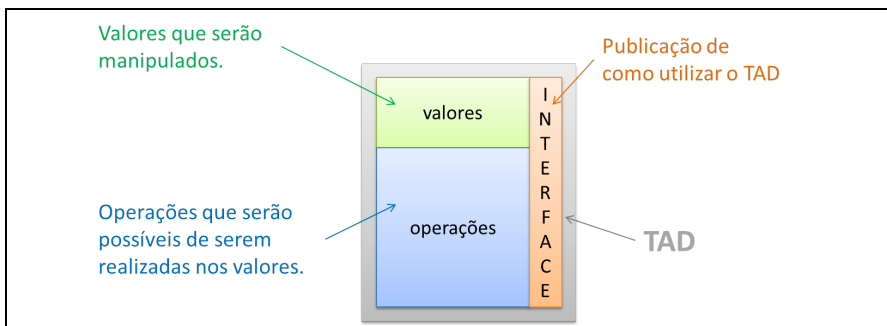 Valores que serão
manipulados.
Publicação de
como utilizar o TAD
valores
INTERFACE
operações
Operações que serão
possíveis de serem
realizadas nos valores.
TAD